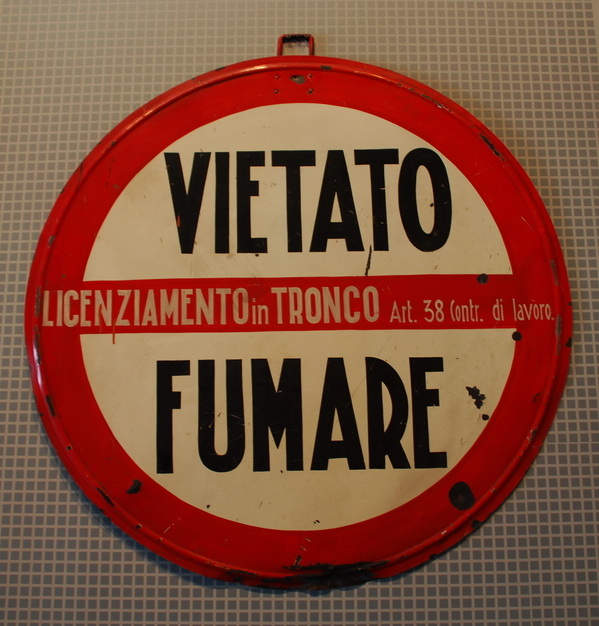 VIETATO
LICENZIAMENTO in TRONCO Art. 38 Contr. di lavoro.
FUMARE